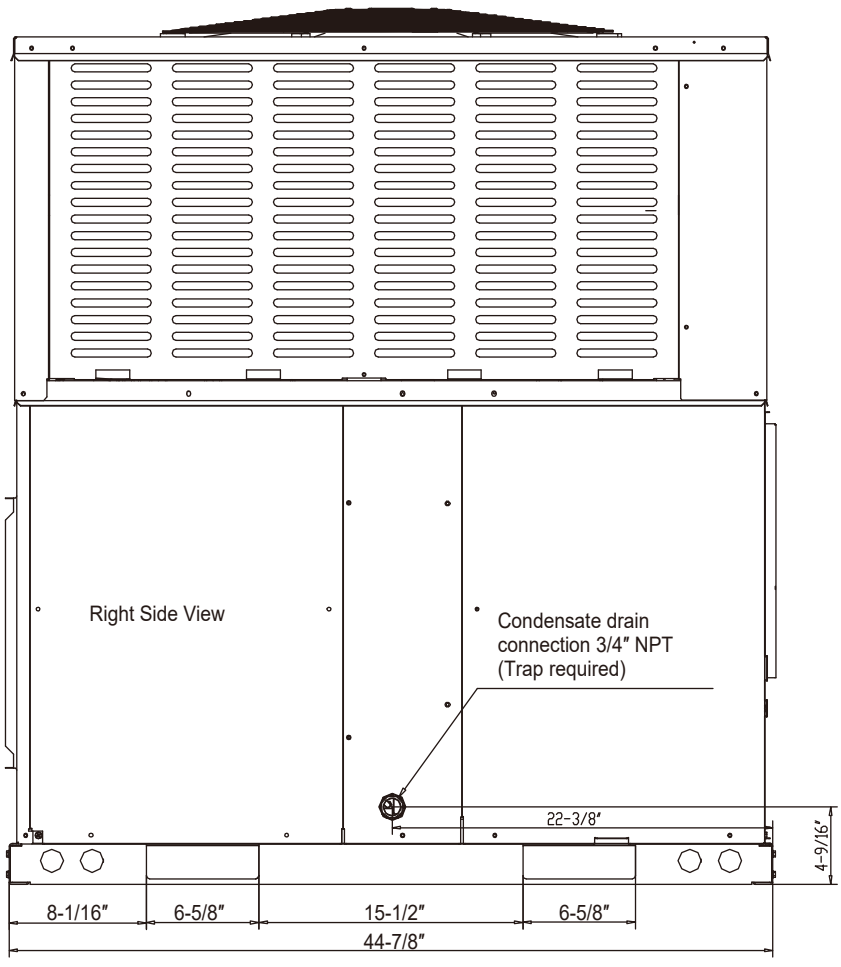 Right Side View
Condensate drain
connection 3/4" NPT
(Trap required)
22-3/8"
4-9/16"
8-1/16"
6-5/8"
15-1/2"
6-5/8"
44-7/8"